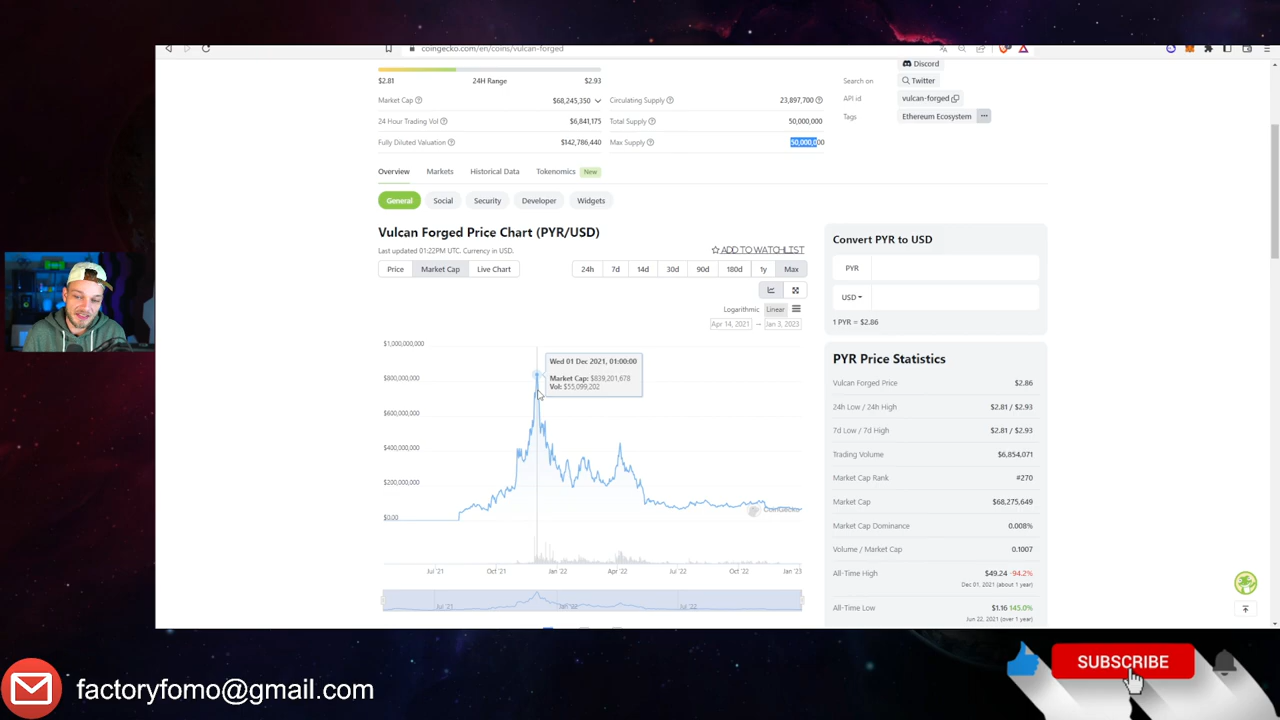 coingecko.com/en/coins/vulcan-forged
$2.81 24H Range $2.93
Market Cap $68,245,350 Circulating Supply 23,897,700
24 Hour Trading Vol $6,841,175 Total Supply 50,000,000
Fully Diluted Valuation $142,786,440 Max Supply 50,000,000
Discord
Search on Twitter
API id vulcan-forged
Tags Ethereum Ecosystem ...
Overview Markets Historical Data Tokenomics New
General Social Security Developer Widgets
Vulcan Forged Price Chart (PYR/USD)
Last updated 01:22PM UTC. Currency in USD.
ADD TO WATCHLIST
Price Market Cap Live Chart 24h 7d 14d 30d 90d 180d 1y Max
Logarithmic Linear
Apr 14, 2021 → Jan 3, 2023
$1,000,000,000
$800,000,000
$600,000,000
$400,000,000
$200,000,000
$0.00
Wed 01 Dec 2021, 01:00:00
Market Cap: $839,201,678
Vol: $55,099,202
CoinGecko
Jul '21 Oct '21 Jan '22 Apr '22 Jul '22 Oct '22 Jan '23
Jul '21 Jan '22 Jul '22
Convert PYR to USD
PYR
USD
1 PYR = $2.86
PYR Price Statistics
Vulcan Forged Price $2.86
24h Low / 24h High $2.81 / $2.93
7d Low / 7d High $2.81 / $2.93
Trading Volume $6,854,071
Market Cap Rank #270
Market Cap $68,275,649
Market Cap Dominance 0.008%
Volume / Market Cap 0.1007
All-Time High $49.24 -94.2%
Dec 01, 2021 (about 1 year)
All-Time Low $1.16 145.0%
Jun 22, 2021 (over 1 year)
factoryfomo@gmail.com
SUBSCRIBE